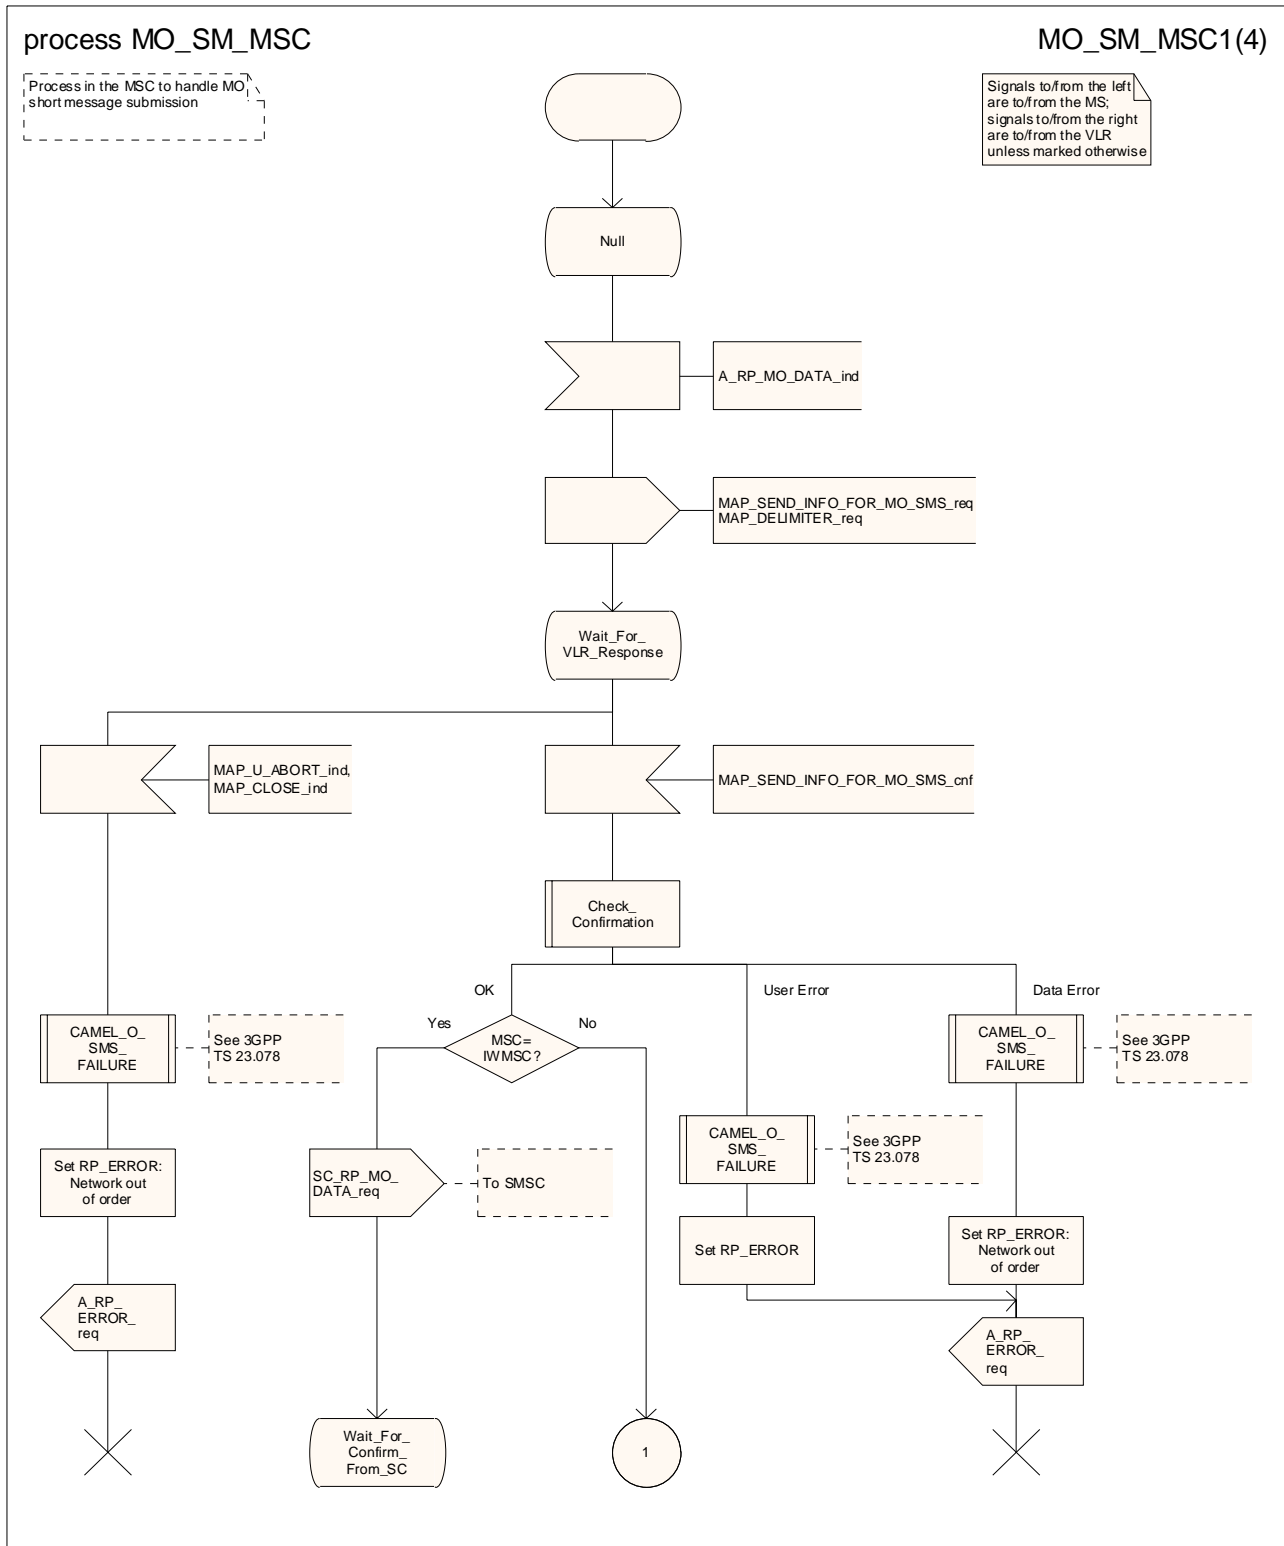 process MO_SM_MSC
MO_SM_MSC1(4)
Process in the MSC to handle MO
short message submission
Signals to/from the left
are to/from the MS;
signals to/from the right
are to/from the VLR
unless marked otherwise
Null
A_RP_MO_DATA_ind
MAP_SEND_INFO_FOR_MO_SMS_req
MAP_DELIMITER_req
Wait_For_
VLR_Response
MAP_U_ABORT_ind,
MAP_CLOSE_ind
MAP_SEND_INFO_FOR_MO_SMS_cnf
Check_
Confirmation
OK
User Error
Data Error
Yes
No
CAMEL_O_
SMS_
FAILURE
See 3GPP
TS 23.078
MSC=
IWMSC?
CAMEL_O_
SMS_
FAILURE
See 3GPP
TS 23.078
CAMEL_O_
SMS_
FAILURE
See 3GPP
TS 23.078
Set RP_ERROR:
Network out
of order
SC_RP_MO_
DATA_req
To SMSC
Set RP_ERROR
Set RP_ERROR:
Network out
of order
A_RP_
ERROR_
req
A_RP_
ERROR_
req
Wait_For_
Confirm_
From_SC
1